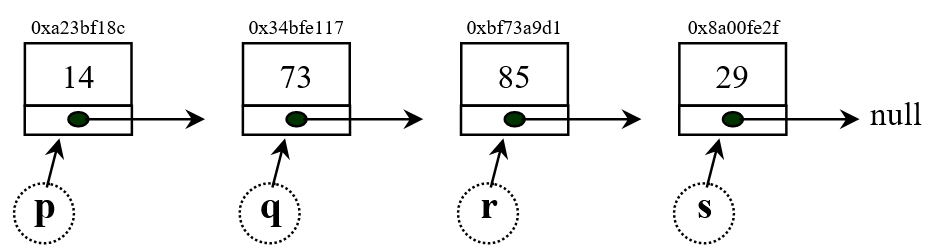 0xa23bf18c 0x34bfe117 0xbf73a9d1 0x8a00fe2f
14 73 85 29
null
p q r s